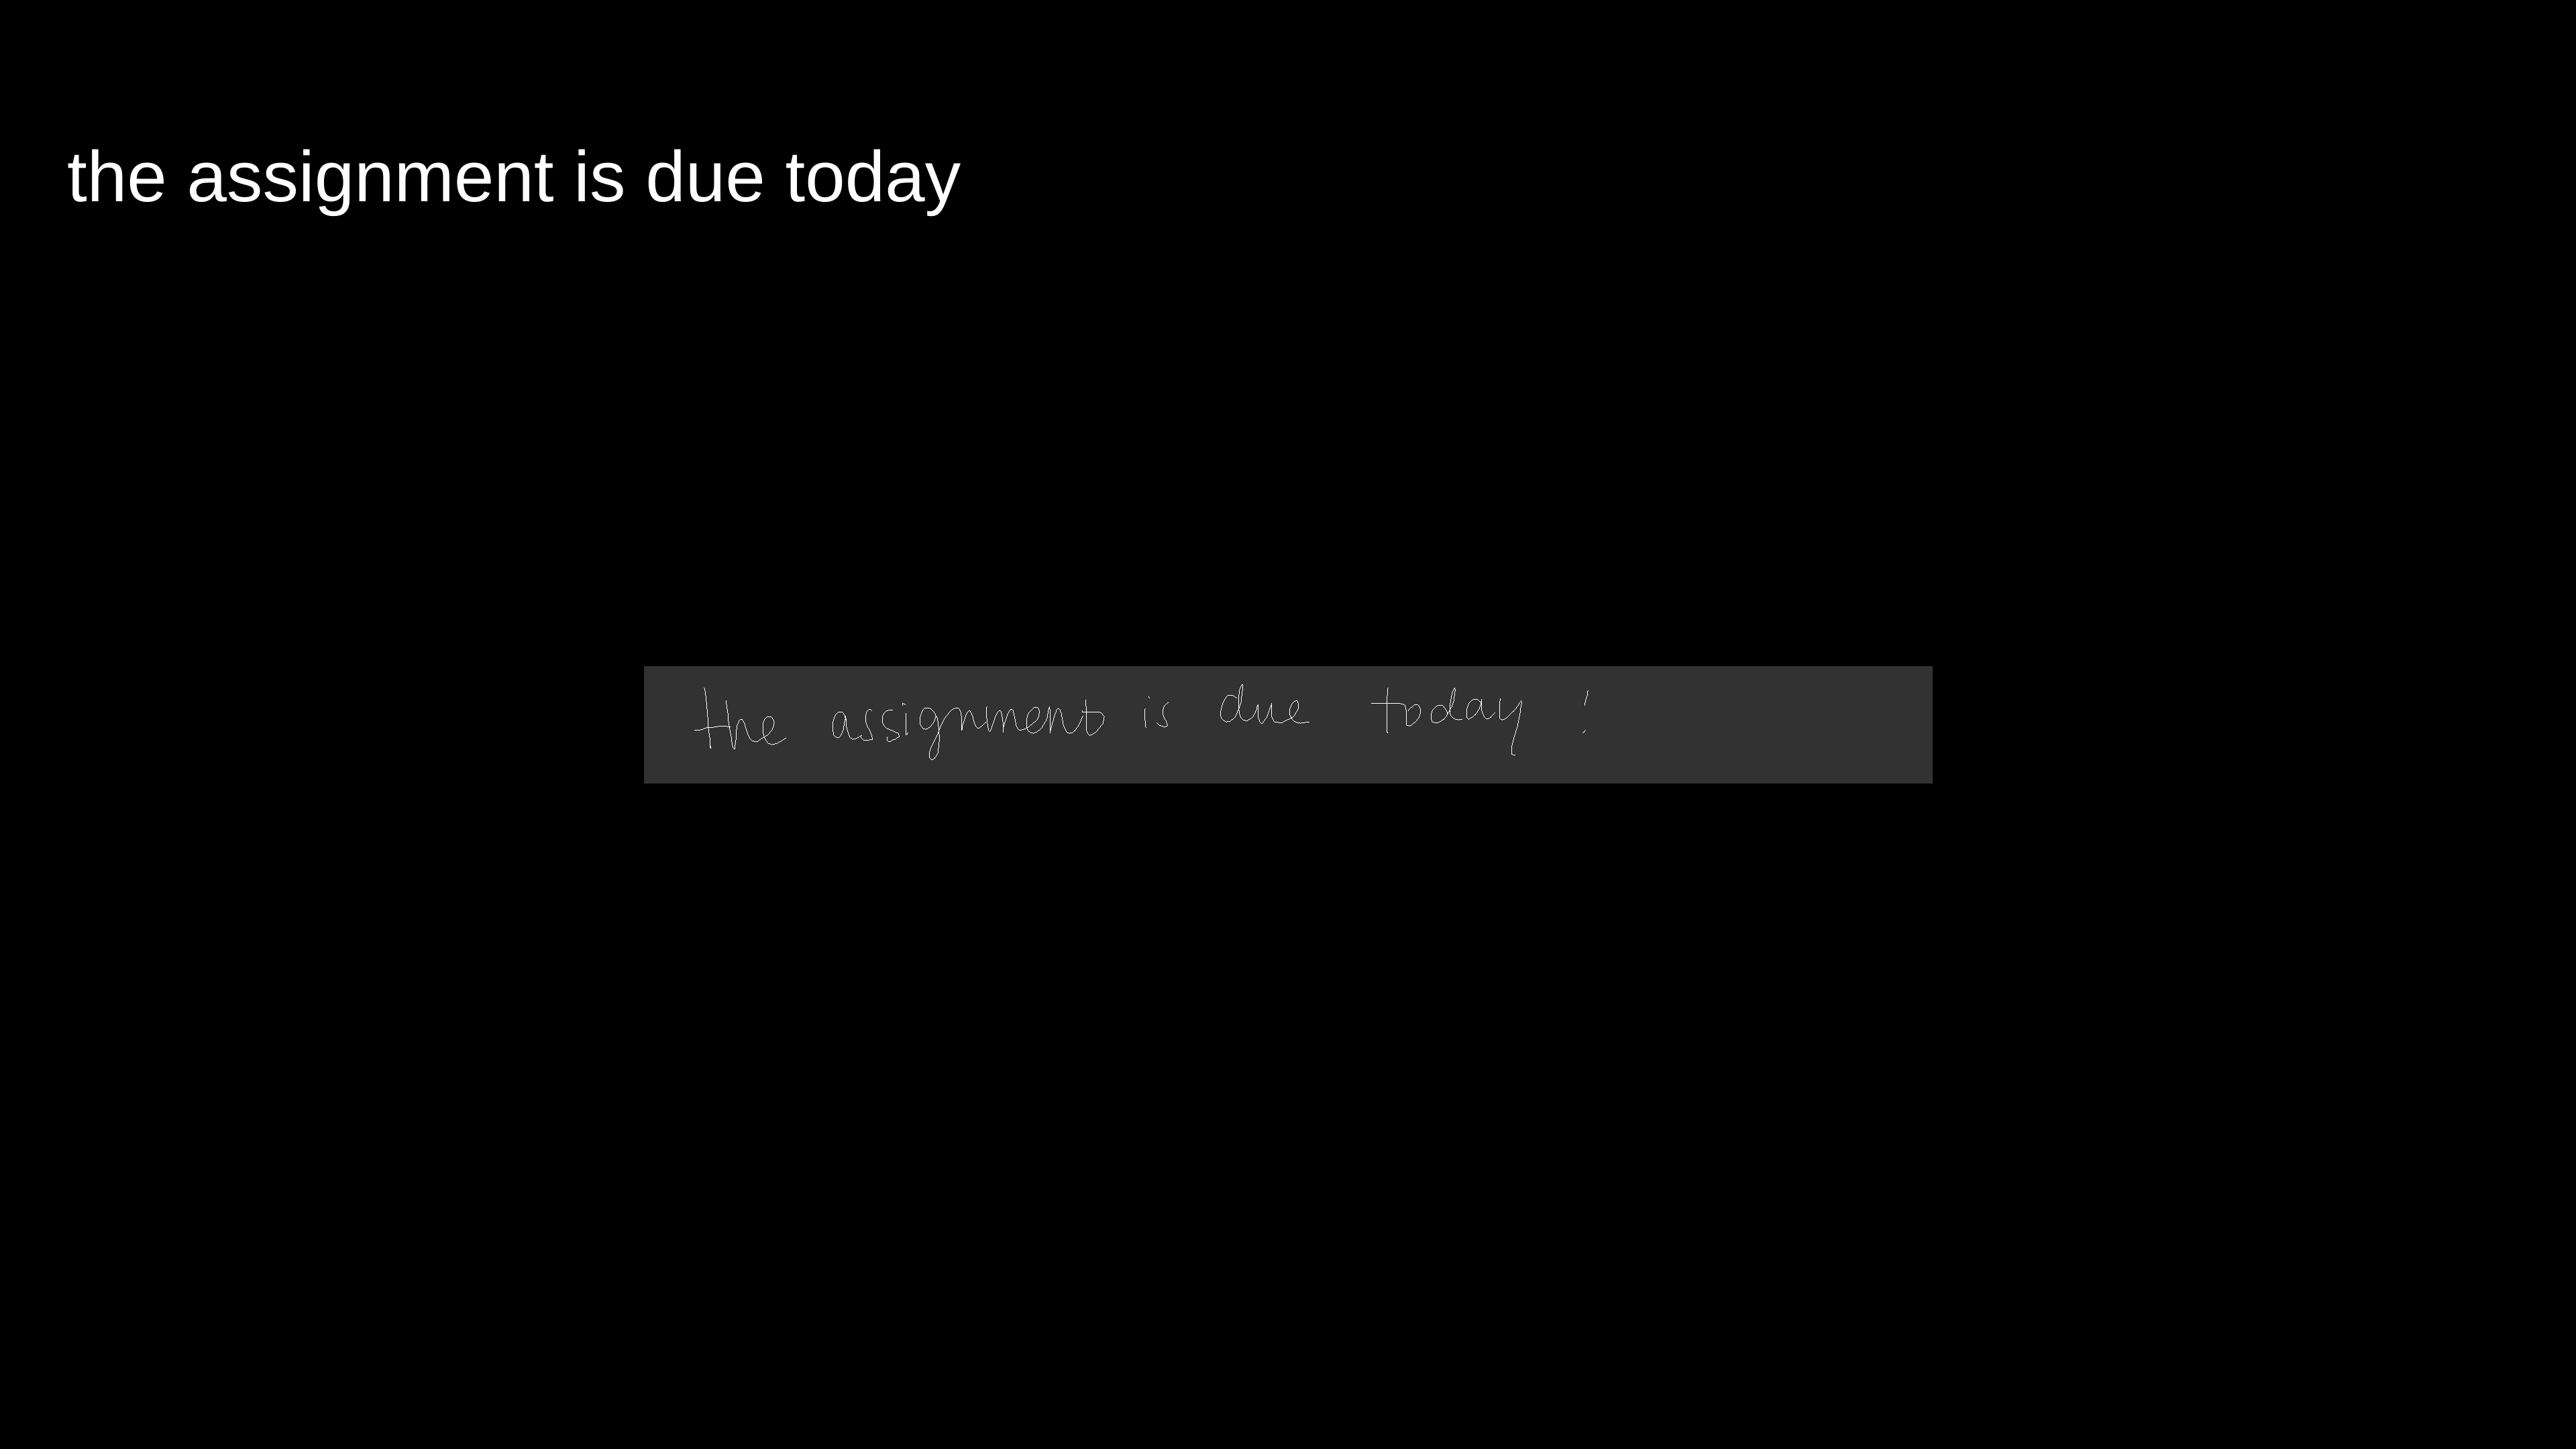 the assignment is due today
the assignment is due today !